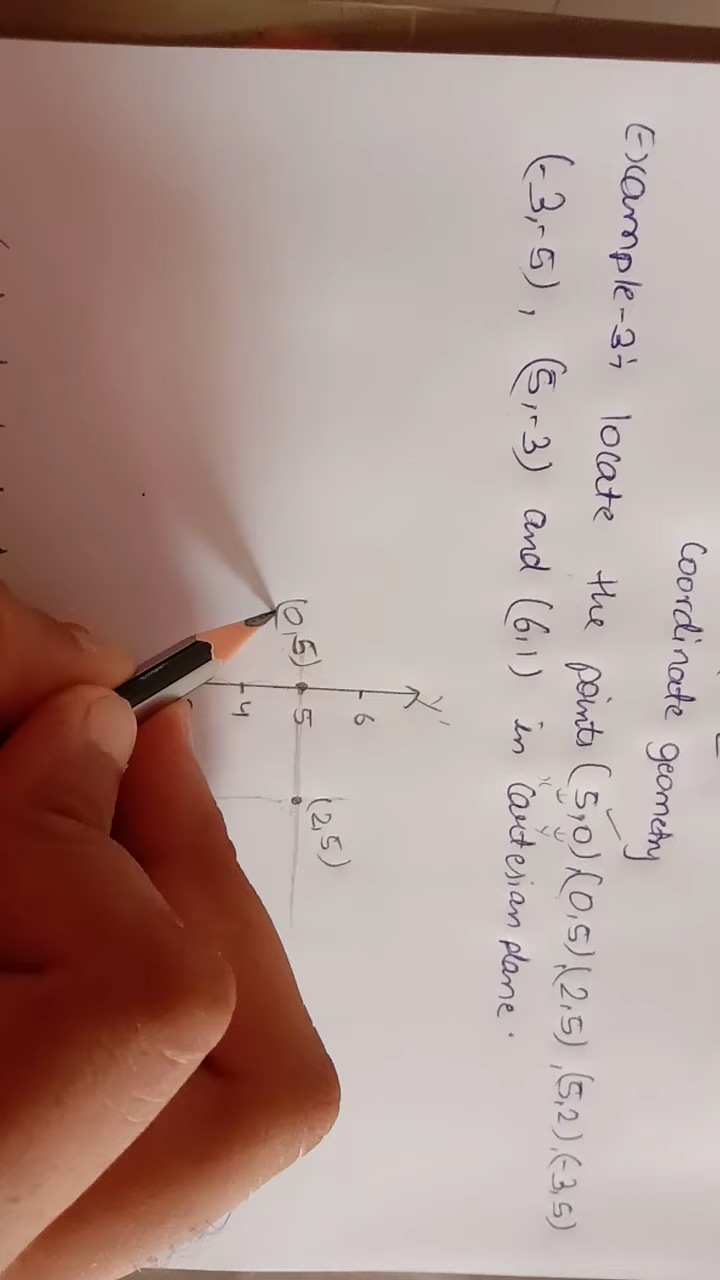 Coordinate geometry
Example-3: locate the points (5,0),(0,5),(2,5),(5,2),(-3,5)
(-3,-5), (5,-3) and (6,1) in Cartesian plane.
x y
Y'
6
(0,5) 5 (2,5)
4